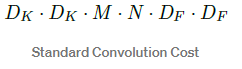 D_K · D_K · M · N · D_F · D_F
Standard Convolution Cost